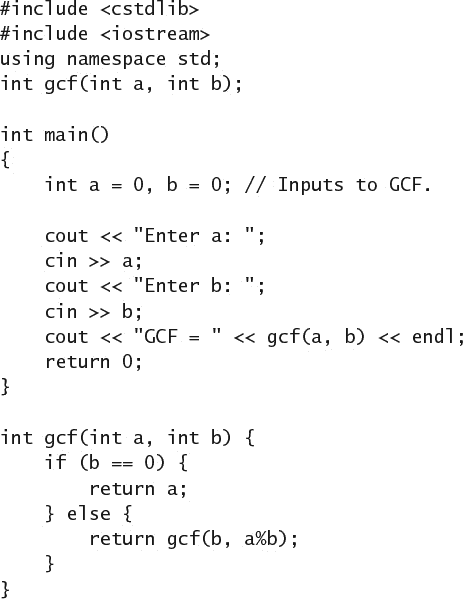 #include <cstdlib>
#include <iostream>
using namespace std;
int gcf(int a, int b);

int main()
{
    int a = 0, b = 0; // Inputs to GCF.

    cout << "Enter a: ";
    cin >> a;
    cout << "Enter b: ";
    cin >> b;
    cout << "GCF = " << gcf(a, b) << endl;
    return 0;
}

int gcf(int a, int b) {
    if (b == 0) {
        return a;
    } else {
        return gcf(b, a%b);
    }
}